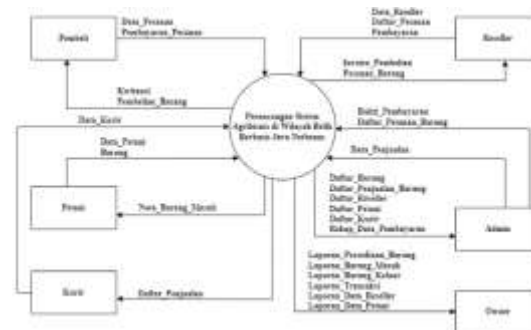 Pembeli
Data_Pesanan
Pembayaran_Pesanan
Data_Reseller
Daftar_Pesanan
Pembayaran
Reseller
Invoice_Pembelian
Pesanan_Barang
Kwitansi
Pembelian_Barang
Perancangan Sistem
Agribisnis di Wilayah
Berbasis Java Netbeans
Bukti_Pembayaran
Daftar_Pesanan_Barang
Data_Kurir
Data_Penjualan
Data_Petani
Barang
Petani
Nota_Barang_Masuk
Daftar_Barang
Daftar_Penjualan_Barang
Daftar_Reseller
Daftar_Petani
Daftar_Kurir
Rekap_Data_Pembayaran
Admin
Kurir
Daftar_Penjualan
Laporan_Persediaan_Barang
Laporan_Barang_Masuk
Laporan_Barang_Keluar
Laporan_Transaksi
Laporan_Data_Reseller
Laporan_Data_Petani
Owner